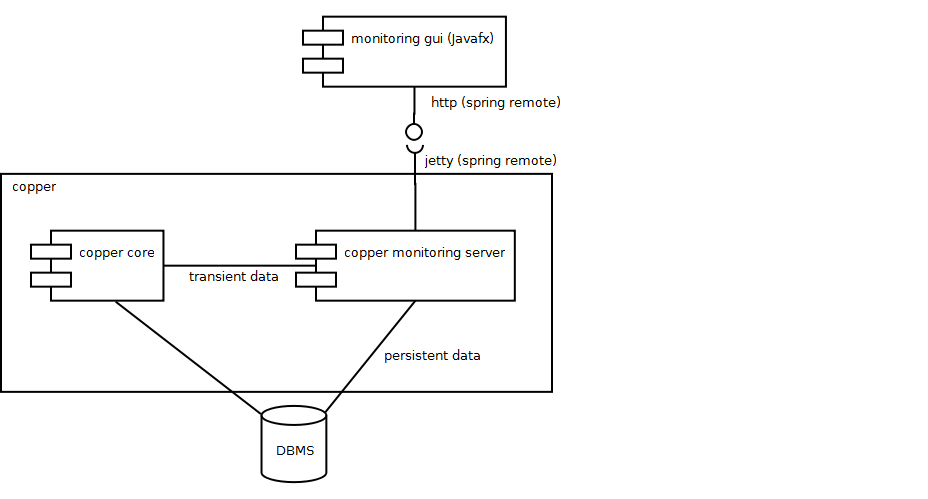 monitoring gui (Javafx)
http (spring remote)
jetty (spring remote)
copper
copper core
copper monitoring server
transient data
persistent data
DBMS